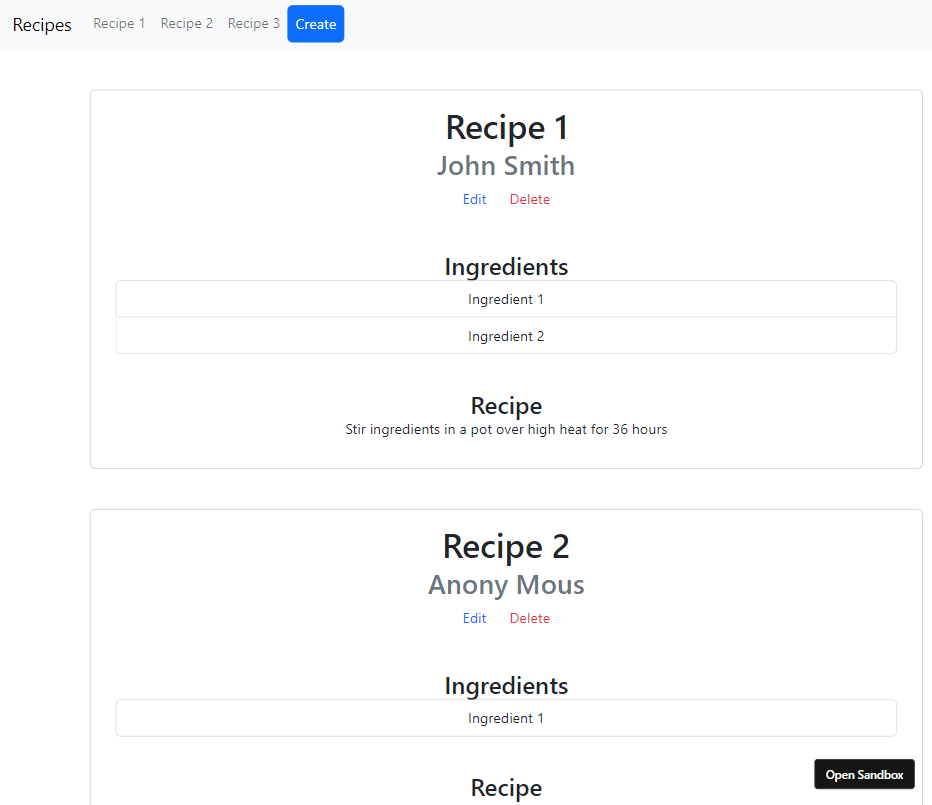 Recipes Recipe 1 Recipe 2 Recipe 3 Create
Recipe 1
John Smith
Edit Delete
Ingredients
Ingredient 1
Ingredient 2
Recipe
Stir ingredients in a pot over high heat for 36 hours
Recipe 2
Anony Mous
Edit Delete
Ingredients
Ingredient 1
Open Sandbox
Recipe